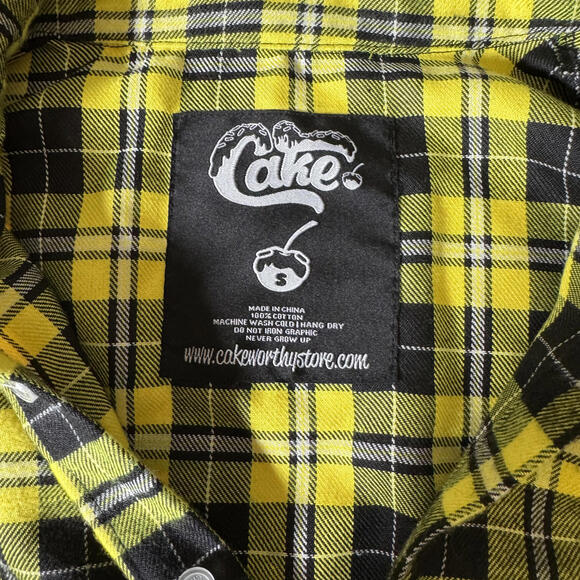 Cake
S
MADE IN CHINA
100% COTTON
MACHINE WASH COLD | HANG DRY
DO NOT IRON GRAPHIC
NEVER GROW UP
www.cakeworthystore.com